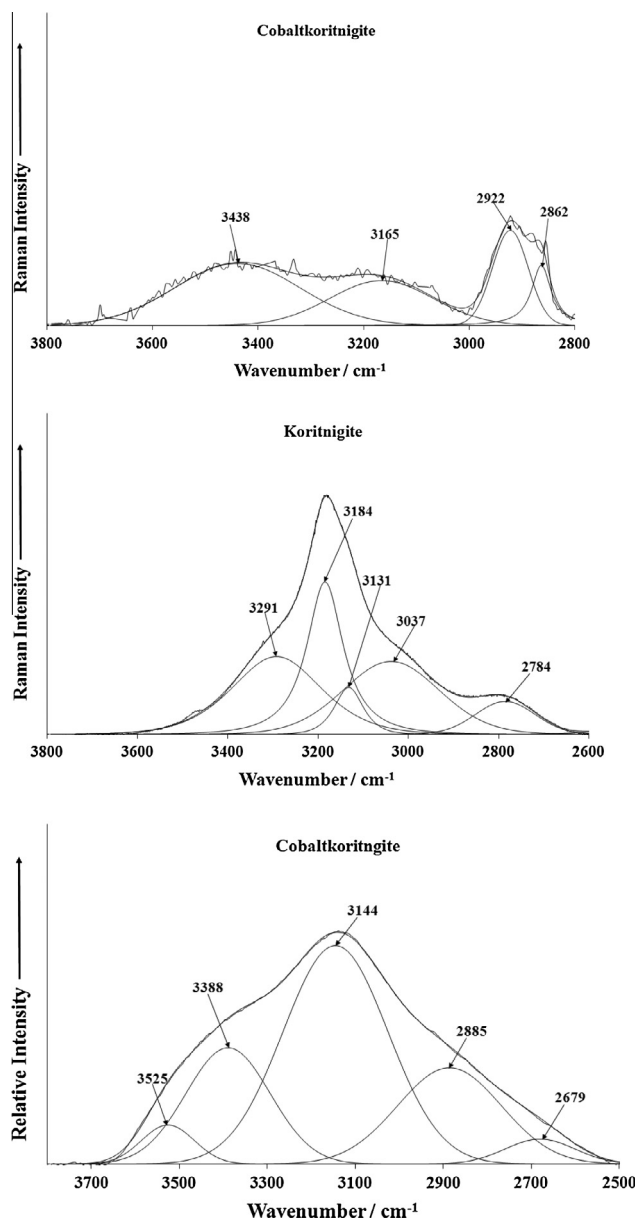 Cobaltkoritnigite
Raman Intensity
3438
3165
2922
2862
3800 3600 3400 3200 3000 2800
Wavenumber / cm-1
Koritnigite
Raman Intensity
3184
3131
3291
3037
2784
3800 3600 3400 3200 3000 2800 2600
Wavenumber / cm-1
Cobaltkoritngite
Relative Intensity
3144
3388
2885
3525
2679
3700 3500 3300 3100 2900 2700 2500
Wavenumber / cm-1